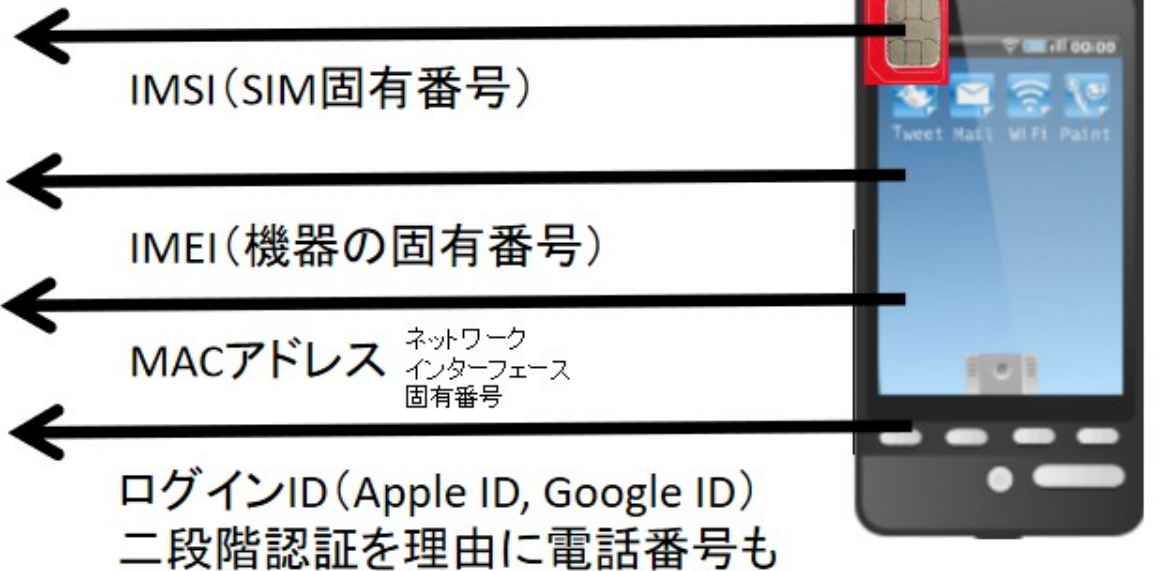 00:00
Tweet Mail WiFi Paint
IMSI(SIM固有番号)
IMEI(機器の固有番号)
MACアドレス ネットワーク
インターフェース
固有番号
ログインID(Apple ID, Google ID)
二段階認証を理由に電話番号も